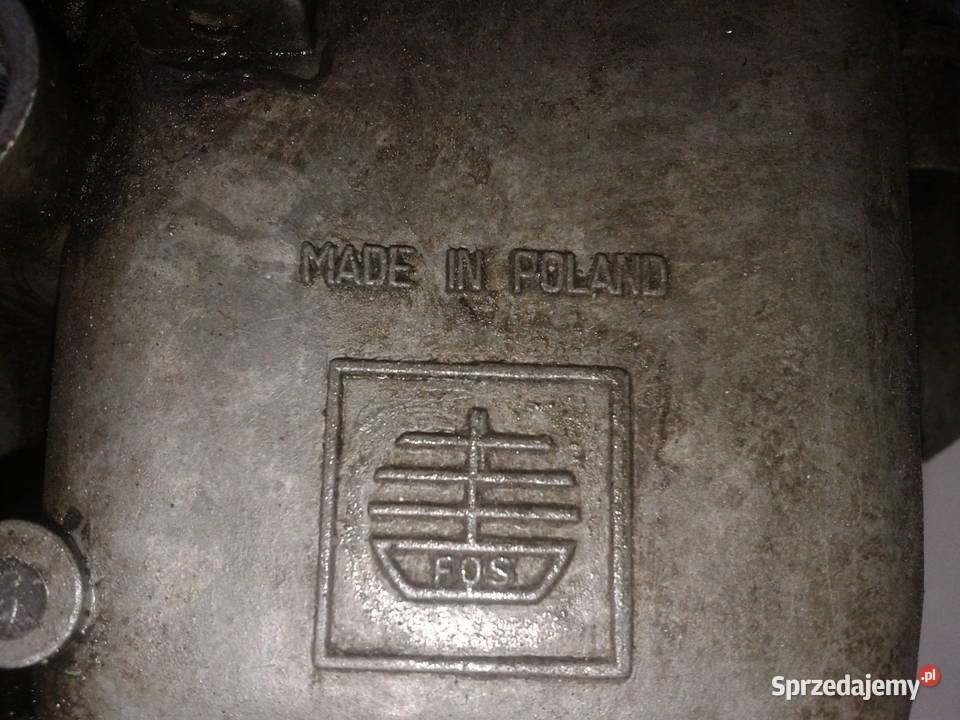 MADE IN POLAND
FOS
Sprzedajemy.pl